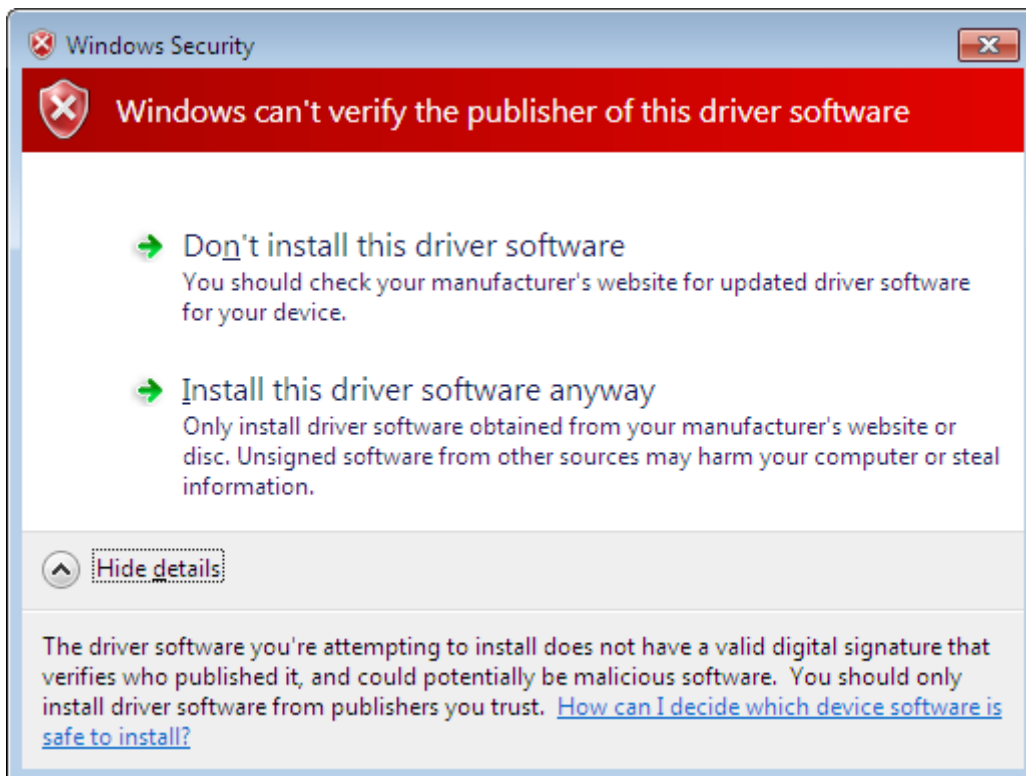 Windows Security
Windows can't verify the publisher of this driver software
Don't install this driver software
You should check your manufacturer's website for updated driver software
for your device.
Install this driver software anyway
Only install driver software obtained from your manufacturer's website or
disc. Unsigned software from other sources may harm your computer or steal
information.
Hide details
The driver software you're attempting to install does not have a valid digital signature that
verifies who published it, and could potentially be malicious software.  You should only
install driver software from publishers you trust.  How can I decide which device software is
safe to install?